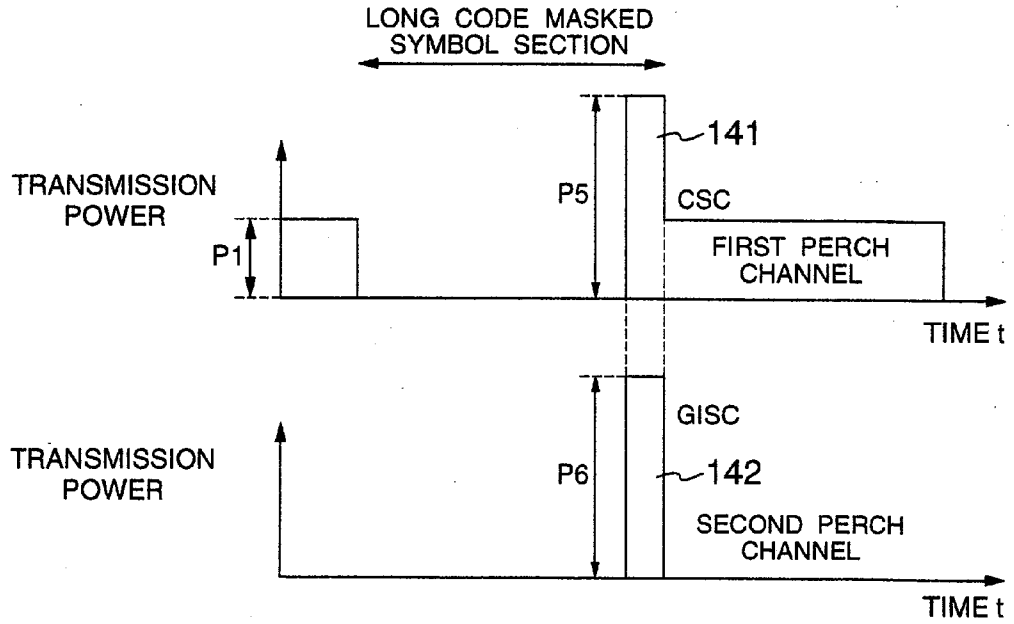 LONG CODE MASKED
SYMBOL SECTION
141
TRANSMISSION
POWER
P5
CSC
P1
FIRST PERCH
CHANNEL
TIME t
GISC
TRANSMISSION
POWER
P6
142
SECOND PERCH
CHANNEL
TIME t